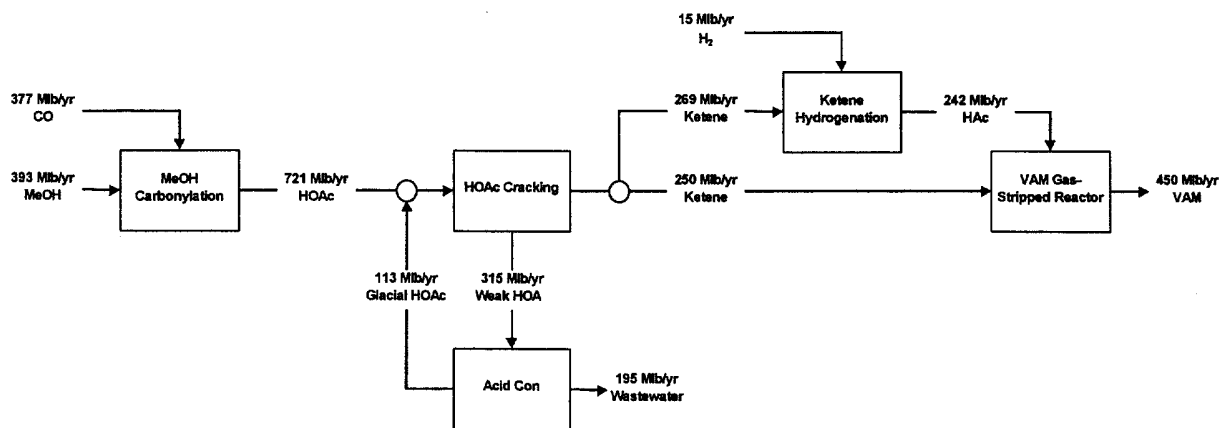 15 Mlb/yr
H₂
377 Mlb/yr
CO
269 Mlb/yr
Ketene
Ketene
Hydrogenation
242 Mlb/yr
HAc
393 Mlb/yr
MeOH
MeOH
Carbonylation
721 Mlb/yr
HOAc
HOAc Cracking
250 Mlb/yr
Ketene
VAM Gas–
Stripped Reactor
450 Mlb/yr
VAM
113 Mlb/yr
Glacial HOAc
315 Mlb/yr
Weak HOA
Acid Con
195 Mlb/yr
Wastewater